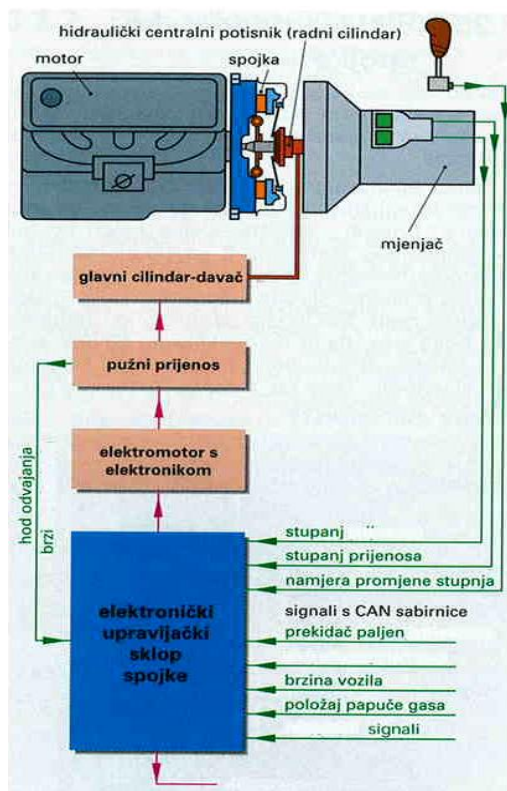 hidraulički centralni potisnik (radni cilindar)
motor
spojka
mjenjač
glavni cilindar-davač
pužni prijenos
elektromotor s
elektronikom
hod odvajanja
brzi
elektronički
upravljački
sklop
spojke
stupanj
stupanj prijenosa
namjera promjene stupnja
signali s CAN sabirnice
prekidač paljen
brzina vozila
položaj papuče gasa
signali